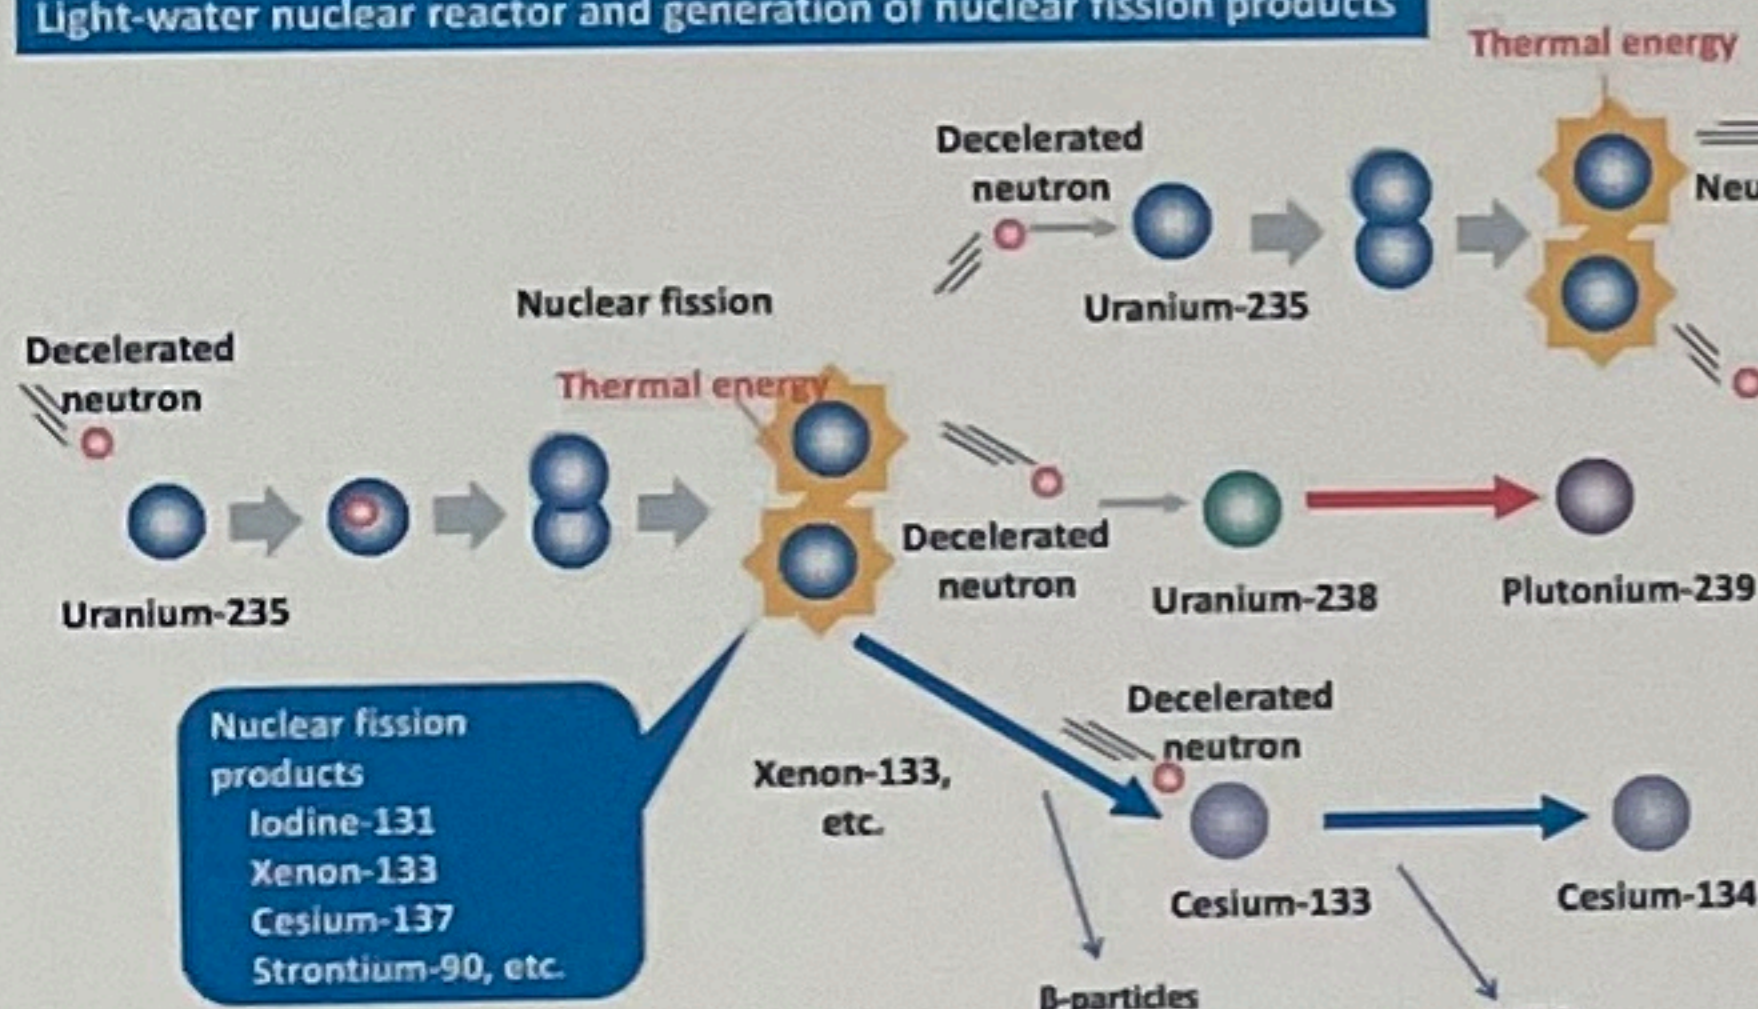 Light-water nuclear reactor and generation of nuclear fission products
Thermal energy
Decelerated
neutron
Uranium-235
Nuclear fission
Thermal energy
Decelerated
neutron
Uranium-235
Decelerated
neutron
Uranium-238
Plutonium-239
Nuclear fission
products
Iodine-131
Xenon-133
Cesium-137
Strontium-90, etc.
Xenon-133,
etc.
Decelerated
neutron
Cesium-133
Cesium-134
β-particles